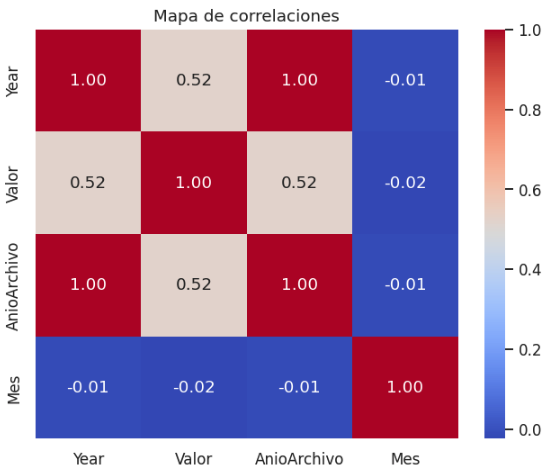 Mapa de correlaciones
Year 1.00 0.52 1.00 -0.01
Valor 0.52 1.00 0.52 -0.02
AnioArchivo 1.00 0.52 1.00 -0.01
Mes -0.01 -0.02 -0.01 1.00
Year Valor AnioArchivo Mes
1.0
0.8
0.6
0.4
0.2
0.0